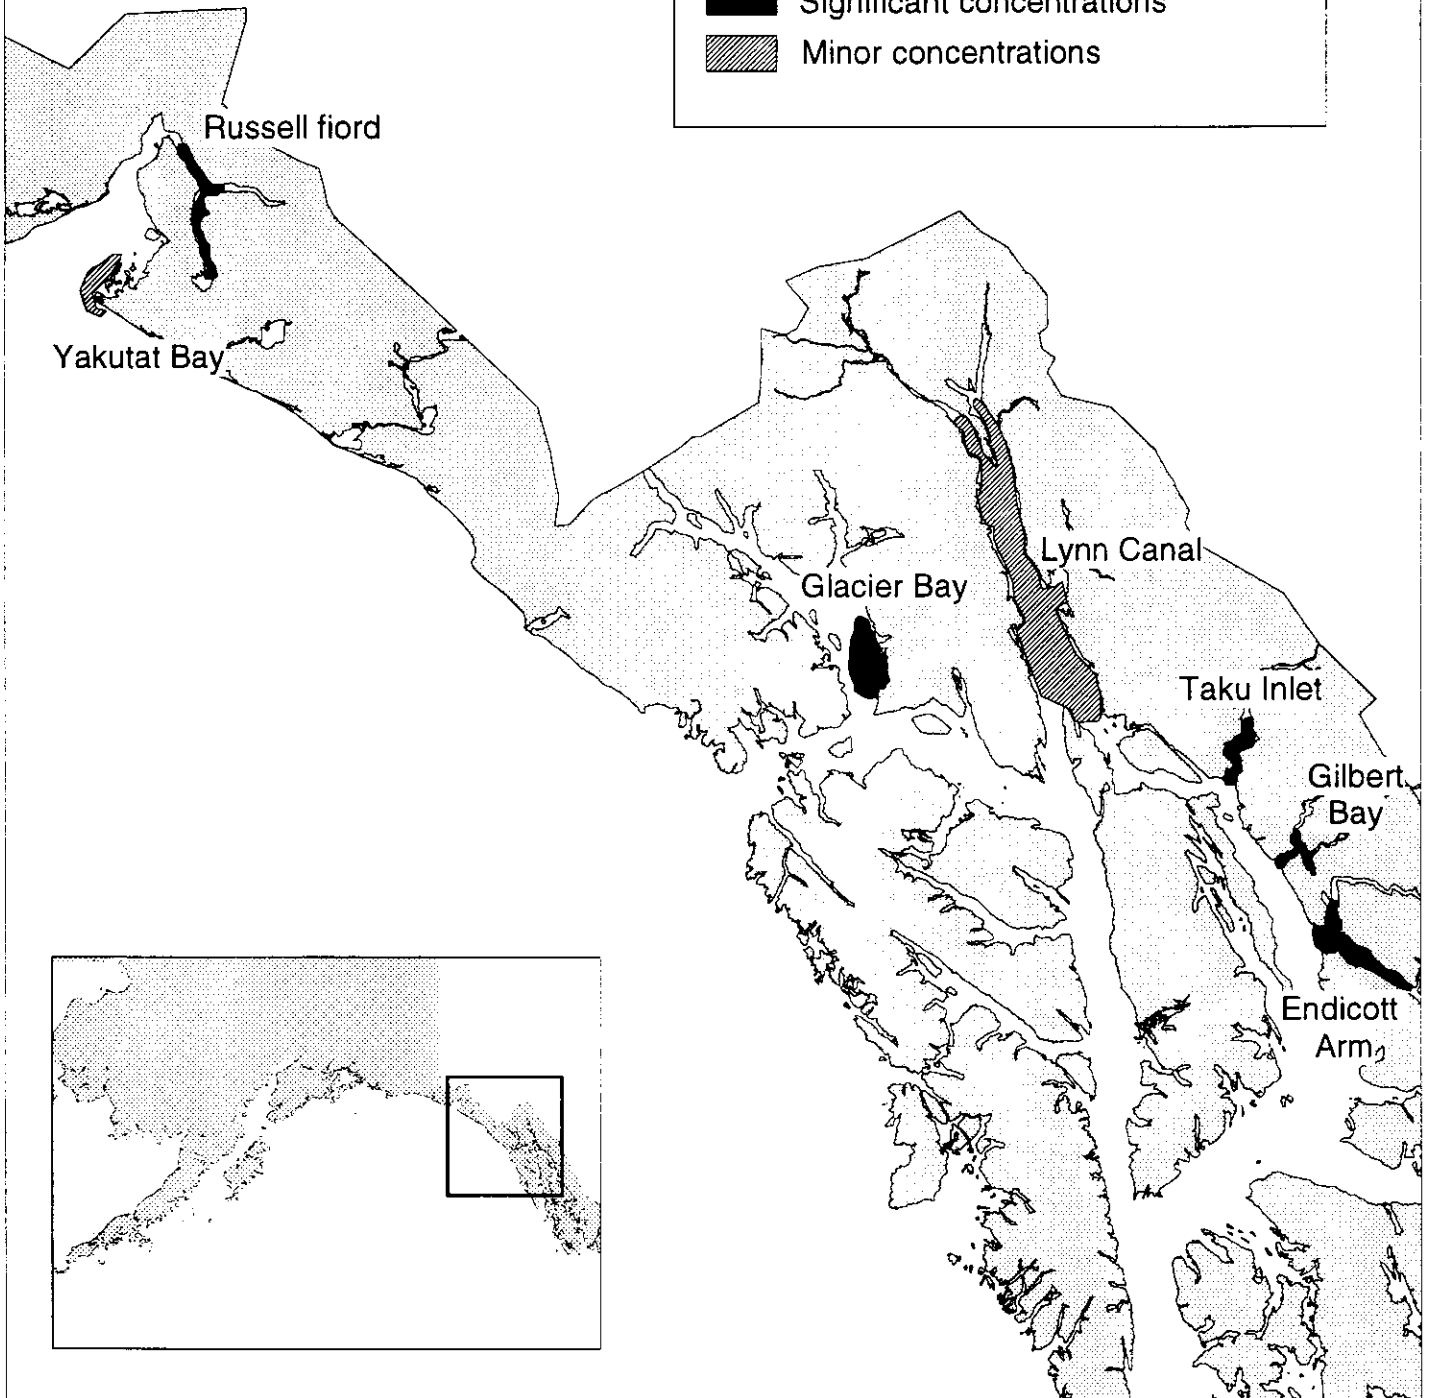 Significant concentrations
Minor concentrations
Russell fiord
Yakutat Bay
Lynn Canal
Glacier Bay
Taku Inlet
Gilbert
Bay
Endicott
Arm